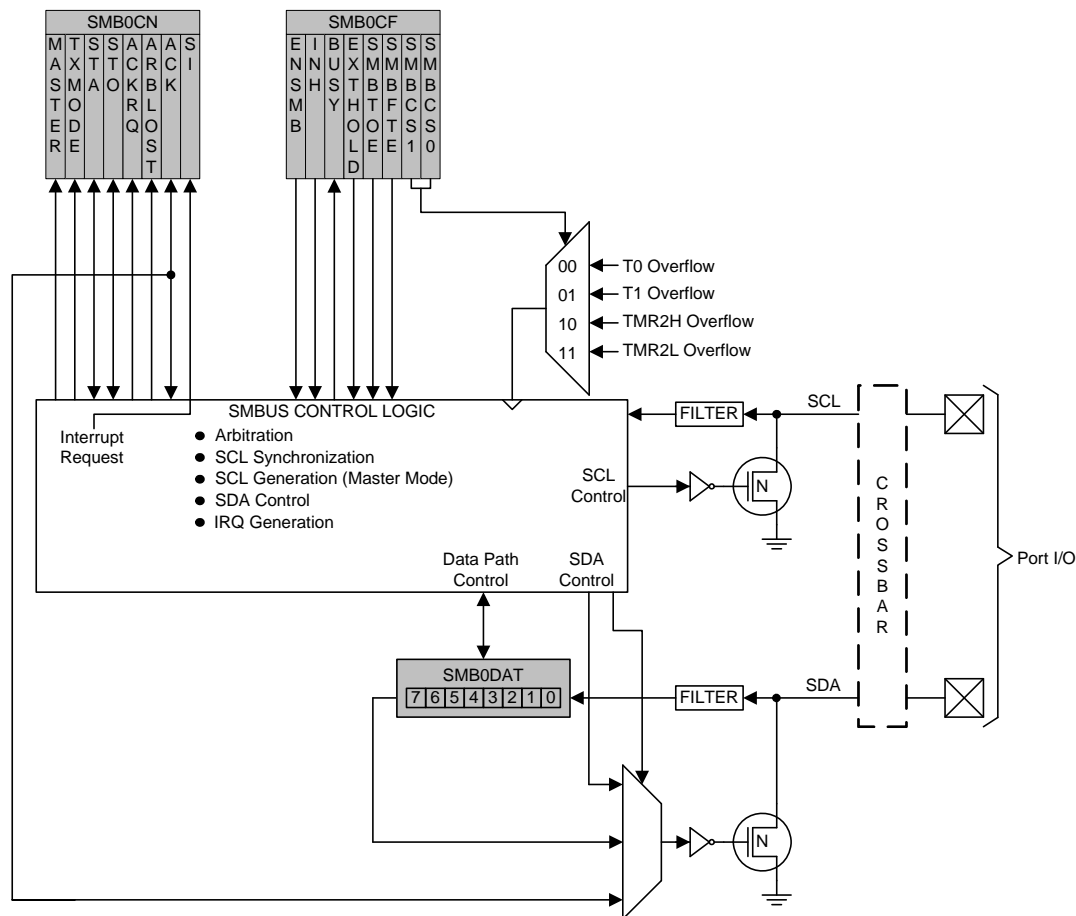 SMB0CN
MASTER
TXMODE
STA
STO
ACKRQ
ARBLOST
ACK
SI
SMB0CF
ENSMB
INH
BUSY
EXTHOLD
SMBTOE
SMBFTE
SMBCS1
SMBCS0
00
T0 Overflow
01
T1 Overflow
10
TMR2H Overflow
11
TMR2L Overflow
SMBUS CONTROL LOGIC
Interrupt
Request
● Arbitration
● SCL Synchronization
● SCL Generation (Master Mode)
● SDA Control
● IRQ Generation
SCL
Control
Data Path
Control
SDA
Control
FILTER
SCL
N
CROSSBAR
Port I/O
SMB0DAT
7 6 5 4 3 2 1 0
FILTER
SDA
N